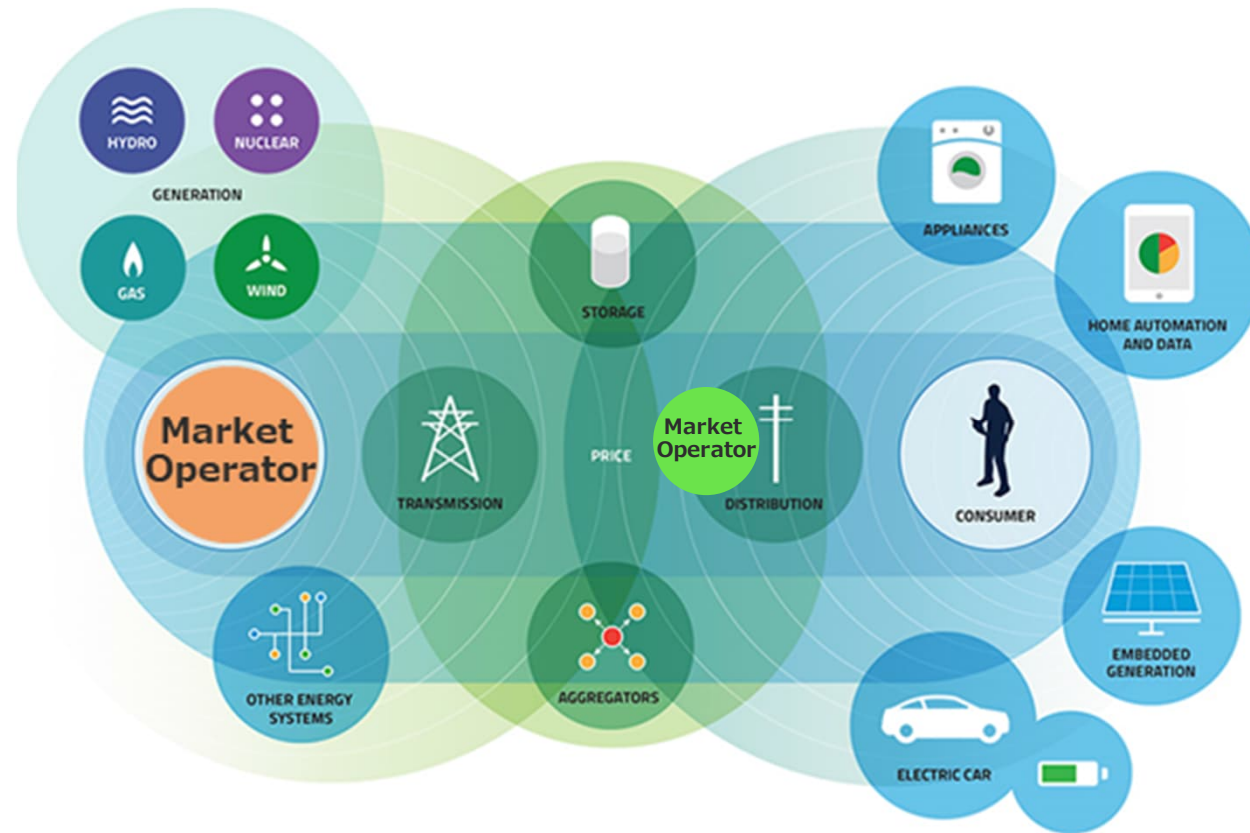 HYDRO
NUCLEAR
GENERATION
GAS
WIND
STORAGE
APPLIANCES
HOME AUTOMATION
AND DATA
Market
Operator
TRANSMISSION
PRICE
Market
Operator
DISTRIBUTION
CONSUMER
OTHER ENERGY
SYSTEMS
AGGREGATORS
EMBEDDED
GENERATION
ELECTRIC CAR